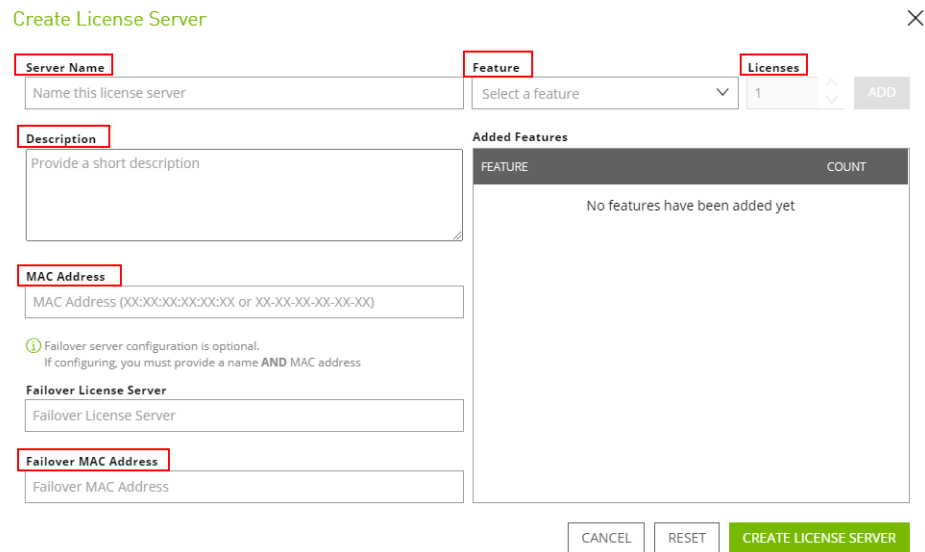 Create License Server
Server Name
Name this license server
Feature
Select a feature
Licenses
1
ADD
Description
Provide a short description
Added Features
FEATURE COUNT
No features have been added yet
MAC Address
MAC Address (XX:XX:XX:XX:XX:XX or XX-XX-XX-XX-XX-XX)
Failover server configuration is optional.
If configuring, you must provide a name AND MAC address
Failover License Server
Failover License Server
Failover MAC Address
Failover MAC Address
CANCEL RESET CREATE LICENSE SERVER